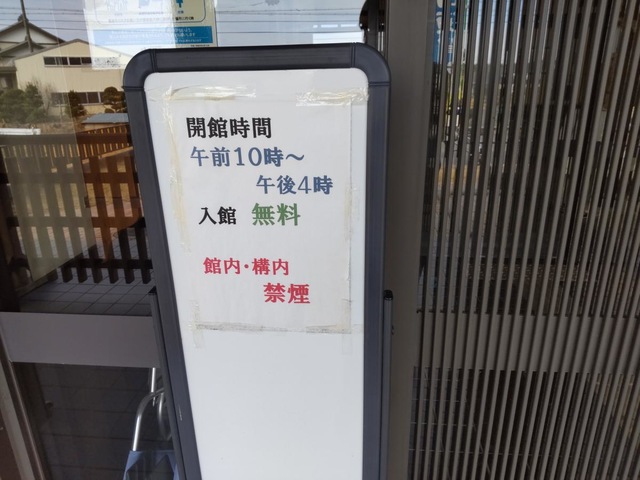 開館時間
午前10時～
午後4時
入館 無料
館内・構内
禁煙